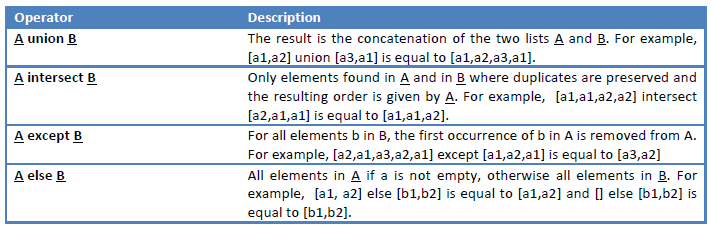 Operator Description
A union B The result is the concatenation of the two lists A and B. For example,
[a1,a2] union [a3,a1] is equal to [a1,a2,a3,a1].
A intersect B Only elements found in A and in B where duplicates are preserved and
the resulting order is given by A. For example, [a1,a1,a2,a2] intersect
[a2,a1,a1] is equal to [a1,a1,a2].
A except B For all elements b in B, the first occurrence of b in A is removed from A.
For example, [a2,a1,a3,a2,a1] except [a1,a2,a1] is equal to [a3,a2]
A else B All elements in A if a is not empty, otherwise all elements in B. For
example, [a1, a2] else [b1,b2] is equal to [a1,a2] and [] else [b1,b2] is
equal to [b1,b2].